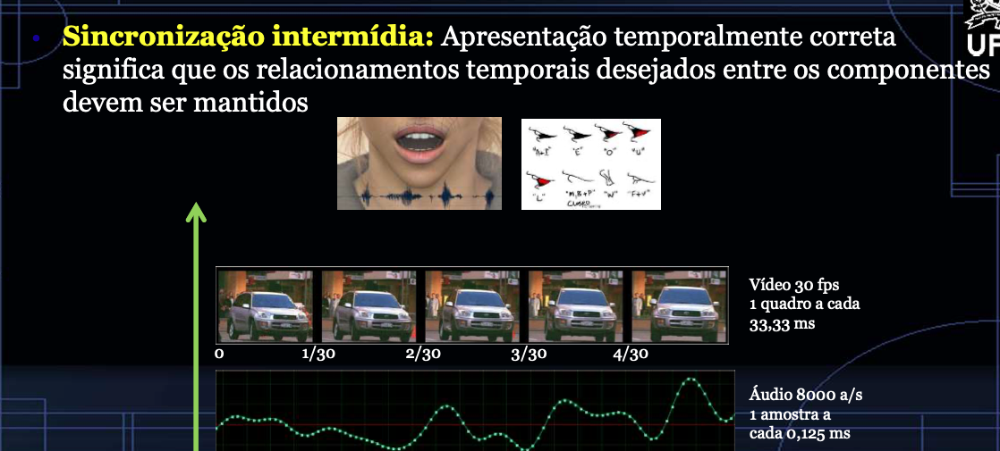 Sincronização intermídia: Apresentação temporalmente correta
significa que os relacionamentos temporais desejados entre os componentes
devem ser mantidos
UF
"A+I" "E" "O" "U"
"L" "M,B+P" "W" "F+V"
CLOSED
Vídeo 30 fps
1 quadro a cada
33,33 ms
0 1/30 2/30 3/30 4/30
Áudio 8000 a/s
1 amostra a
cada 0,125 ms